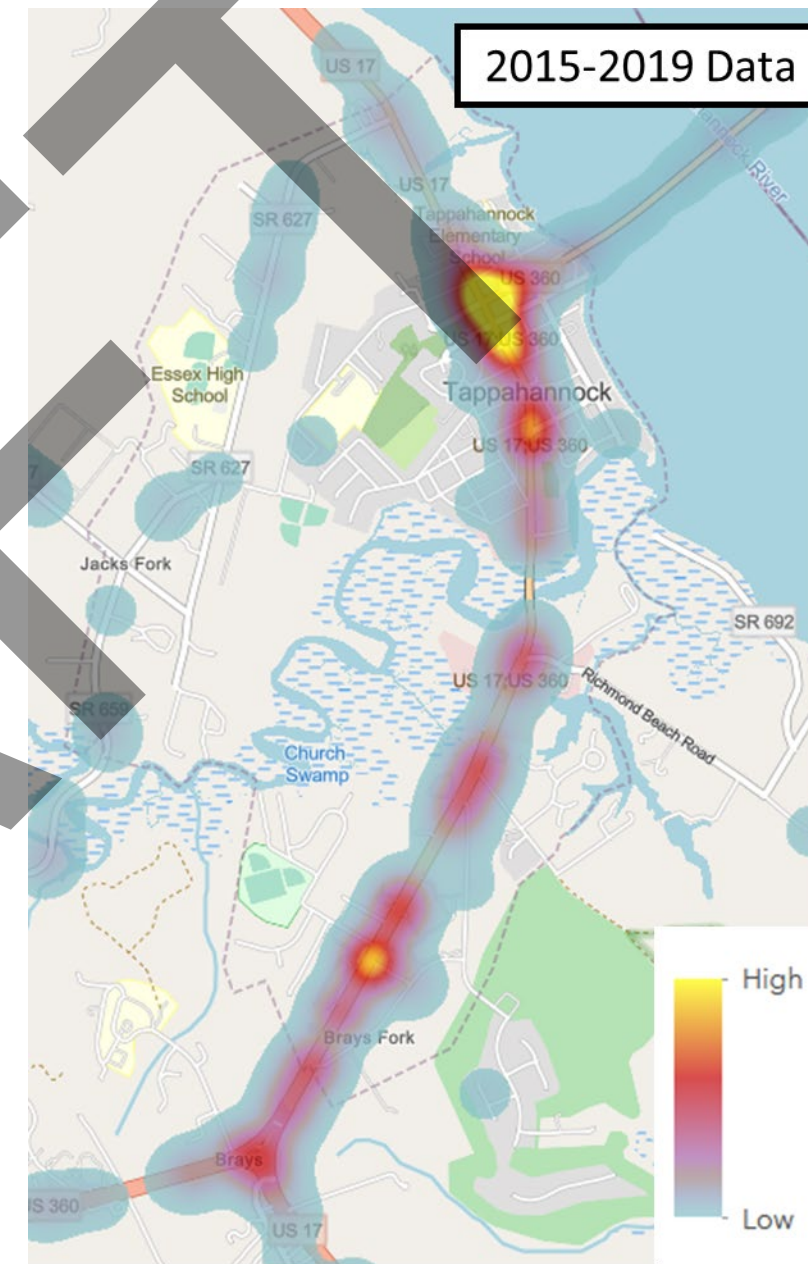 2015-2019 Data
US 17
US 17
SR 627
Tappahannock
Elementary
School
US 360
US 17;US 360
Essex High
School
Tappahannock
US 17;US 360
SR 627
Jacks Fork
SR 692
US 17;US 360
Richmond Beach Road
SR 659
Church
Swamp
High
Brays Fork
Brays
US 360
Low
US 17